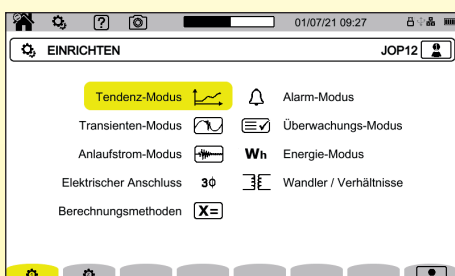 ? 01/07/21 09:27
EINRICHTEN JOP12
Tendenz-Modus Alarm-Modus
Transienten-Modus Überwachungs-Modus
Anlaufstrom-Modus Wh Energie-Modus
Elektrischer Anschluss 3ϕ Wandler / Verhältnisse
Berechnungsmethoden X=